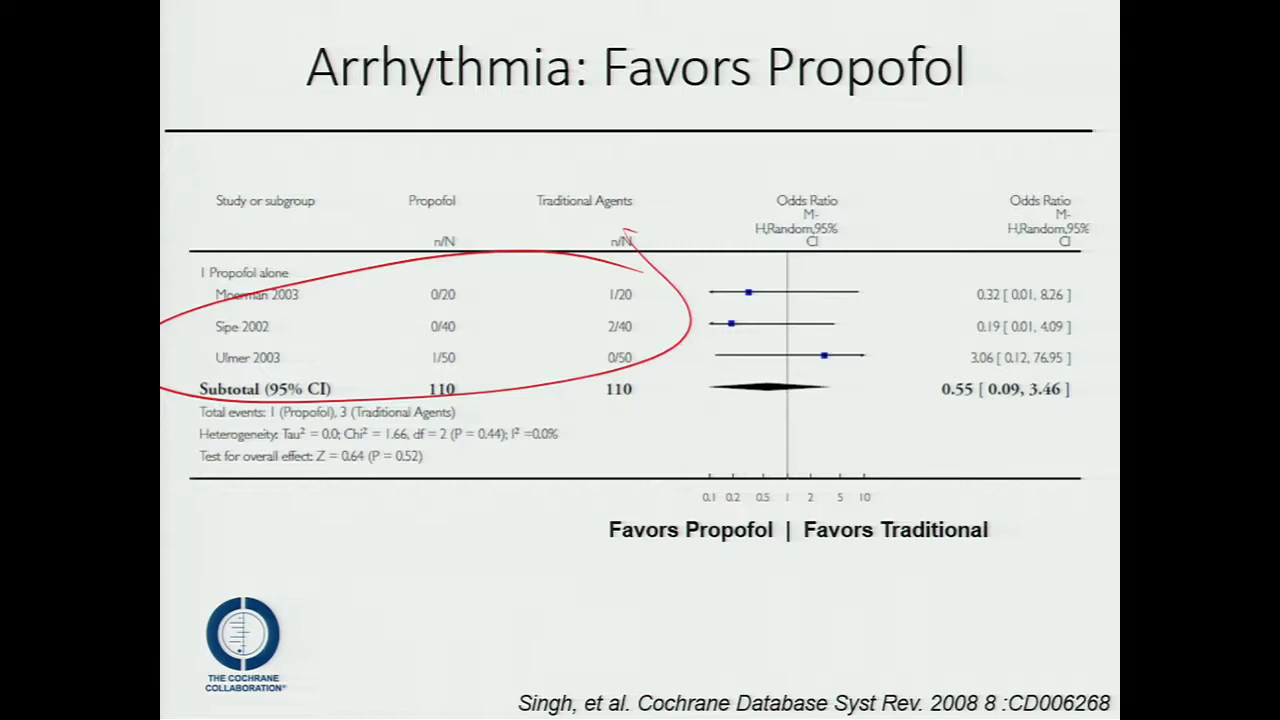 Arrhythmia: Favors Propofol
Study or subgroup Propofol Traditional Agents Odds Ratio Odds Ratio
M- M-
H,Random,95% H,Random,95%
n/N n/N CI CI
1 Propofol alone
Moerman 2003 0/20 1/20 0.32 [ 0.01, 8.26 ]
Sipe 2002 0/40 2/40 0.19 [ 0.01, 4.09 ]
Ulmer 2003 1/50 0/50 3.06 [ 0.12, 76.95 ]
Subtotal (95% CI) 110 110 0.55 [ 0.09, 3.46 ]
Total events: 1 (Propofol), 3 (Traditional Agents)
Heterogeneity: Tau² = 0.0; Chi² = 1.66, df = 2 (P = 0.44); I² =0.0%
Test for overall effect: Z = 0.64 (P = 0.52)
0.1 0.2 0.5 1 2 5 10
Favors Propofol | Favors Traditional
THE COCHRANE
COLLABORATION®
Singh, et al. Cochrane Database Syst Rev. 2008 8 :CD006268